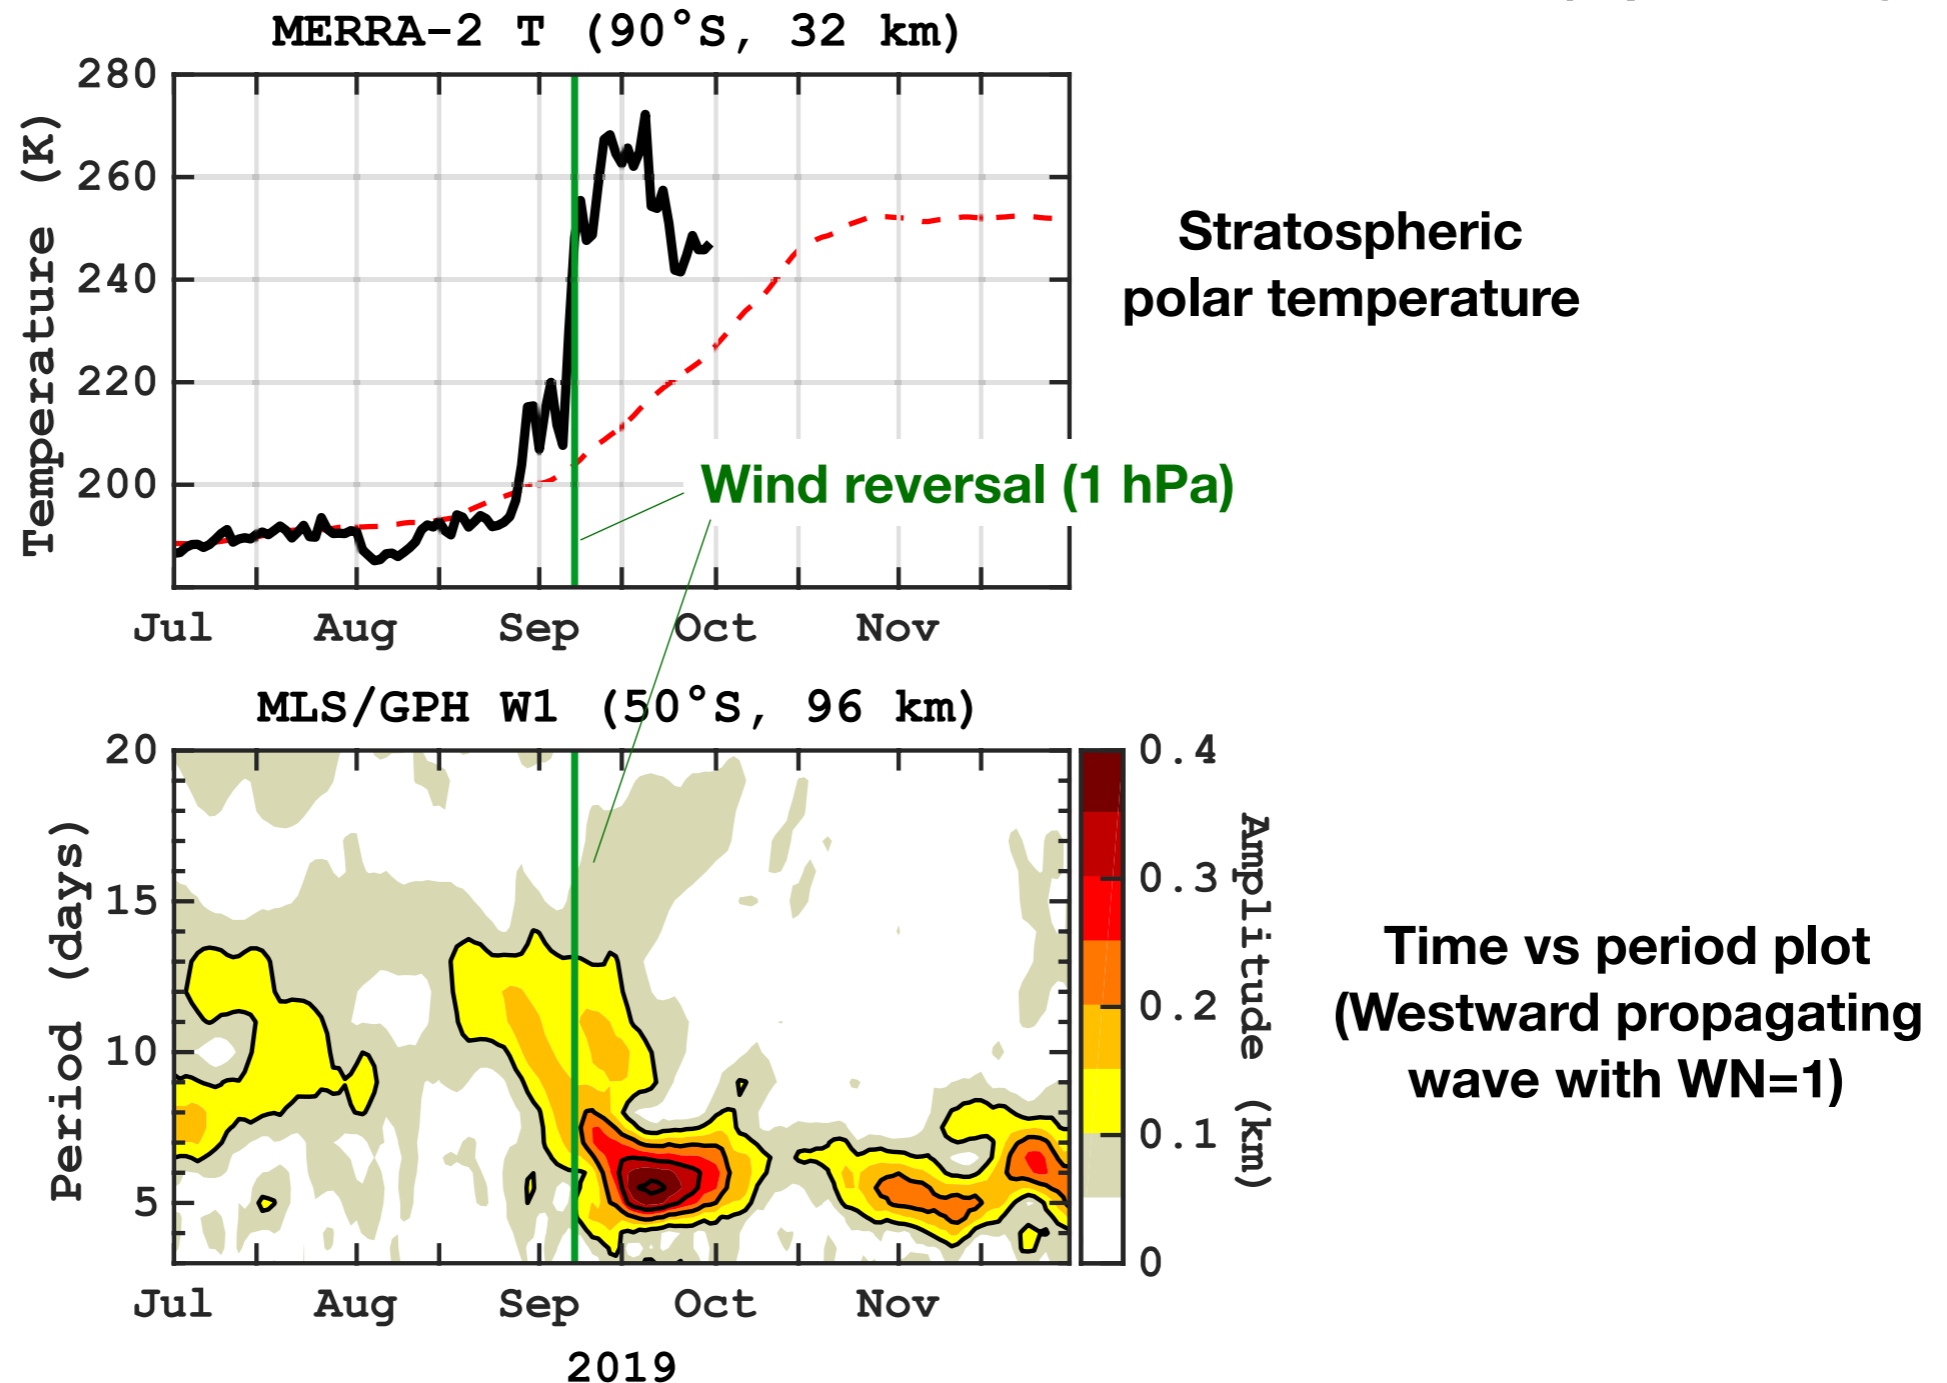 MERRA-2 T (90°S, 32 km)
280
260
240
220
200
Temperature (K)
Jul Aug Sep Oct Nov
Stratospheric
polar temperature
Wind reversal (1 hPa)
MLS/GPH W1 (50°S, 96 km)
20
15
10
5
Period (days)
Jul Aug Sep Oct Nov
2019
0.4
0.3
0.2
0.1
0
Amplitude (km)
Time vs period plot
(Westward propagating
wave with WN=1)